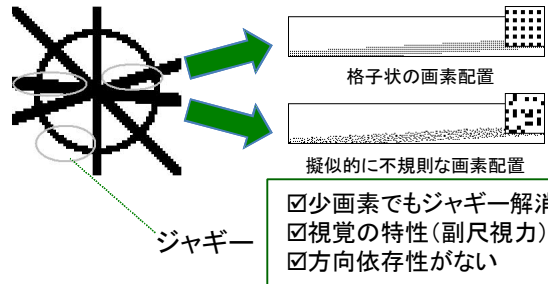 格子状の画素配置
擬似的に不規則な画素配置
ジャギー
☑少画素でもジャギー解消
☑視覚の特性(副尺視力)
☑方向依存性がない